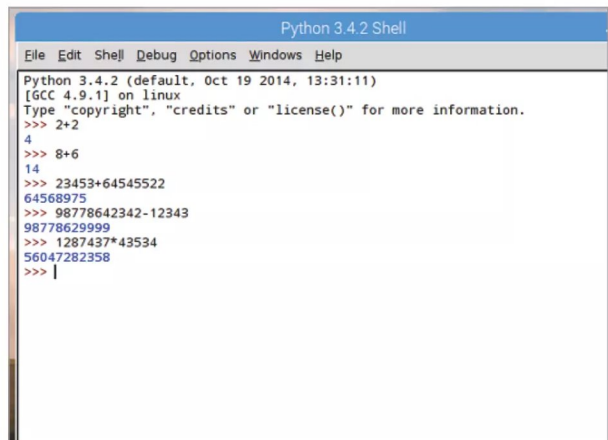 Python 3.4.2 Shell
File Edit Shell Debug Options Windows Help
Python 3.4.2 (default, Oct 19 2014, 13:31:11)
[GCC 4.9.1] on linux
Type "copyright", "credits" or "license()" for more information.
>>> 2+2
4
>>> 8+6
14
>>> 23453+64545522
64568975
>>> 98778642342-12343
98778629999
>>> 1287437*43534
56047282358
>>>